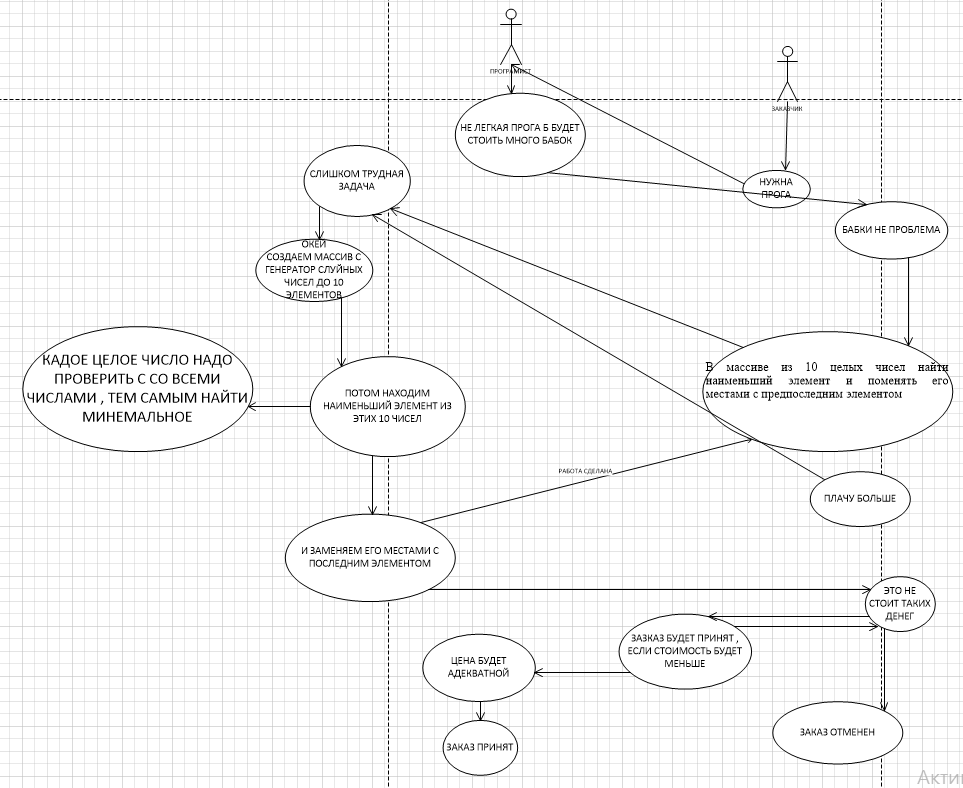 ПРОГРАМИСТ
ЗАКАЗЧИК
НЕ ЛЕГКАЯ ПРОГА Б БУДЕТ
СТОИТЬ МНОГО БАБОК
СЛИШКОМ ТРУДНАЯ
ЗАДАЧА
НУЖНА
ПРОГА
БАБКИ НЕ ПРОБЛЕМА
ОКЕЙ
СОЗДАЕМ МАССИВ С
ГЕНЕРАТОР СЛУЙНЫХ
ЧИСЕЛ ДО 10
ЭЛЕМЕНТОВ
КАДОЕ ЦЕЛОЕ ЧИСЛО НАДО
ПРОВЕРИТЬ С СО ВСЕМИ
ЧИСЛАМИ , ТЕМ САМЫМ НАЙТИ
МИНЕМАЛЬНОЕ
ПОТОМ НАХОДИМ
НАИМЕНЬШИЙ ЭЛЕМЕНТ ИЗ
ЭТИХ 10 ЧИСЕЛ
В массиве из 10 целых чисел найти
наименьший элемент и поменять его
местами с предпоследним элементом
РАБОТА СДЕЛАНА
ПЛАЧУ БОЛЬШЕ
И ЗАМЕНЯЕМ ЕГО МЕСТАМИ С
ПОСЛЕДНИМ ЭЛЕМЕНТОМ
ЭТО НЕ
СТОИТ ТАКИХ
ДЕНЕГ
ЗАЗКАЗ БУДЕТ ПРИНЯТ ,
ЕСЛИ СТОИМОСТЬ БУДЕТ
МЕНЬШЕ
ЦЕНА БУДЕТ
АДЕКВАТНОЙ
ЗАКАЗ ОТМЕНЕН
ЗАКАЗ ПРИНЯТ